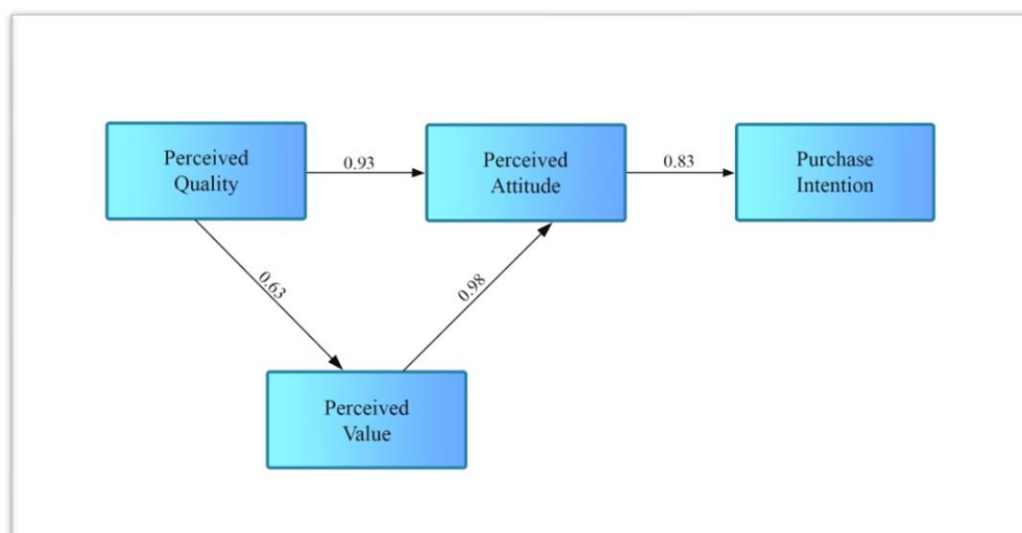 Perceived
Quality
0.93
Perceived
Attitude
0.83
Purchase
Intention
0.63
0.98
Perceived
Value